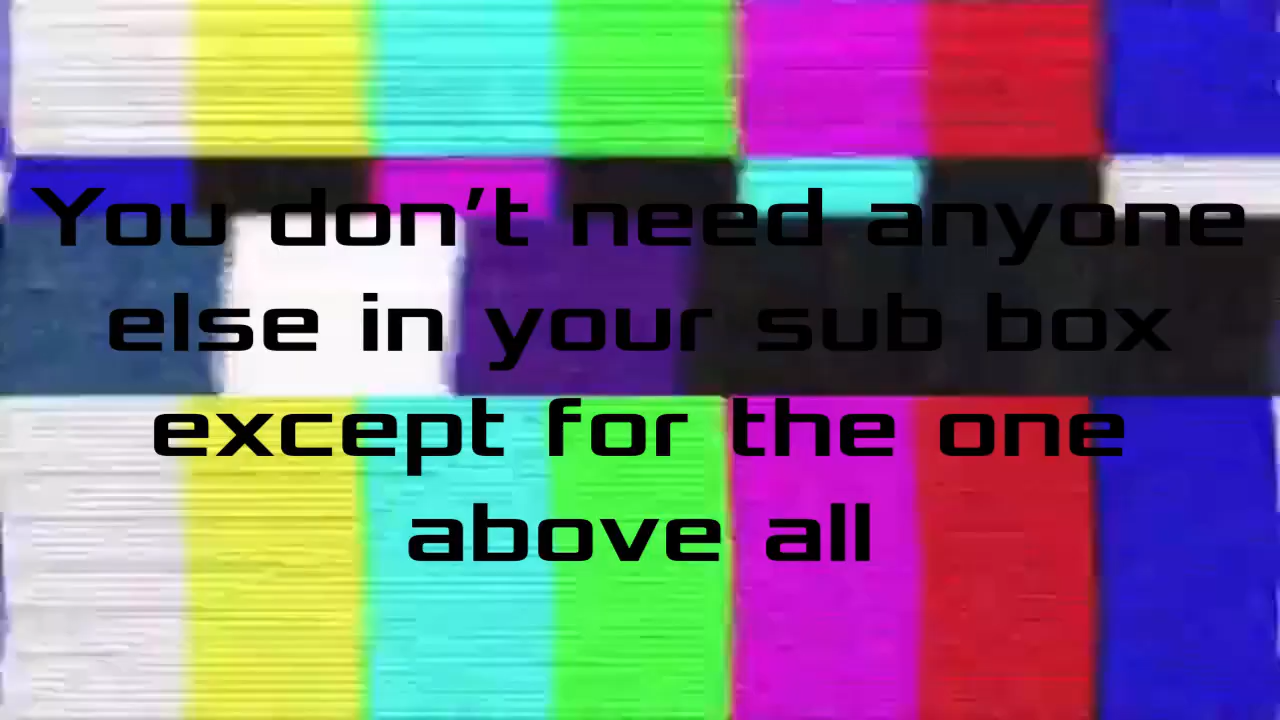 You don’t need anyone
else in your sub box
except for the one
above all